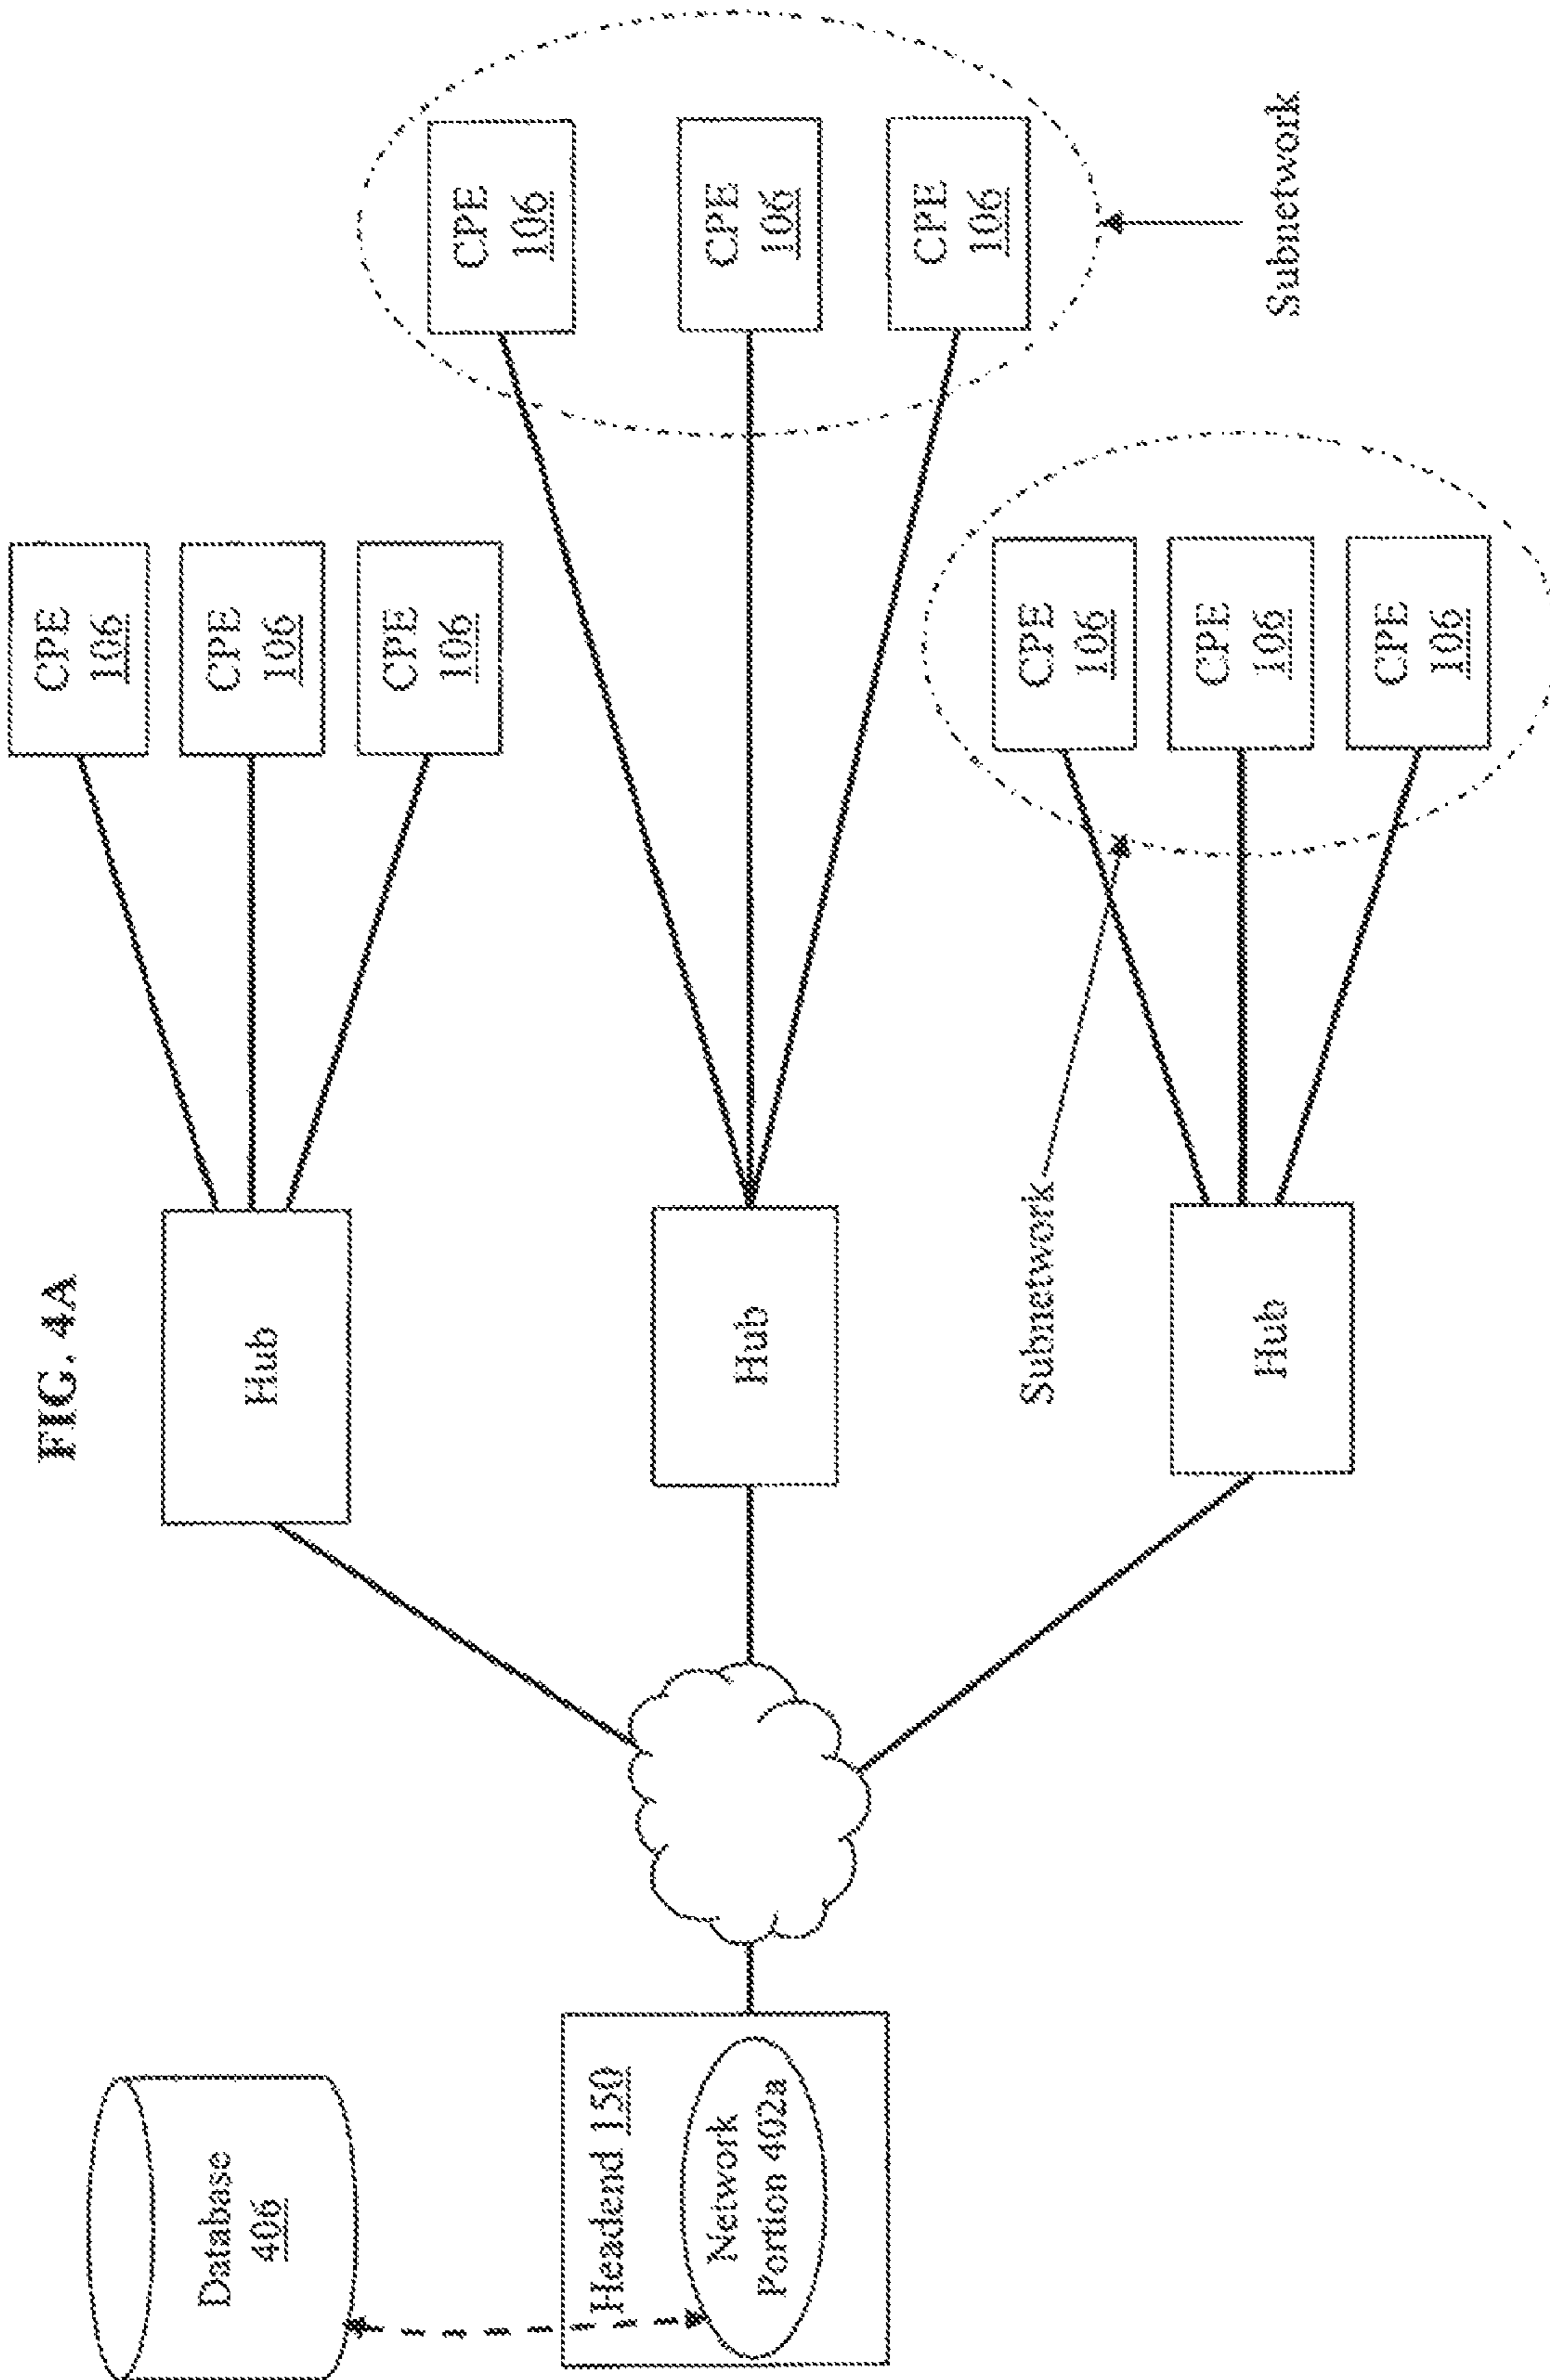 FIG. 4A
Database
406
Headend 150
Network
Portion 402a
Hub
CPE
106
CPE
106
CPE
106
Hub
CPE
106
CPE
106
CPE
106
Subnetwork
Subnetwork
Hub
CPE
106
CPE
106
CPE
106